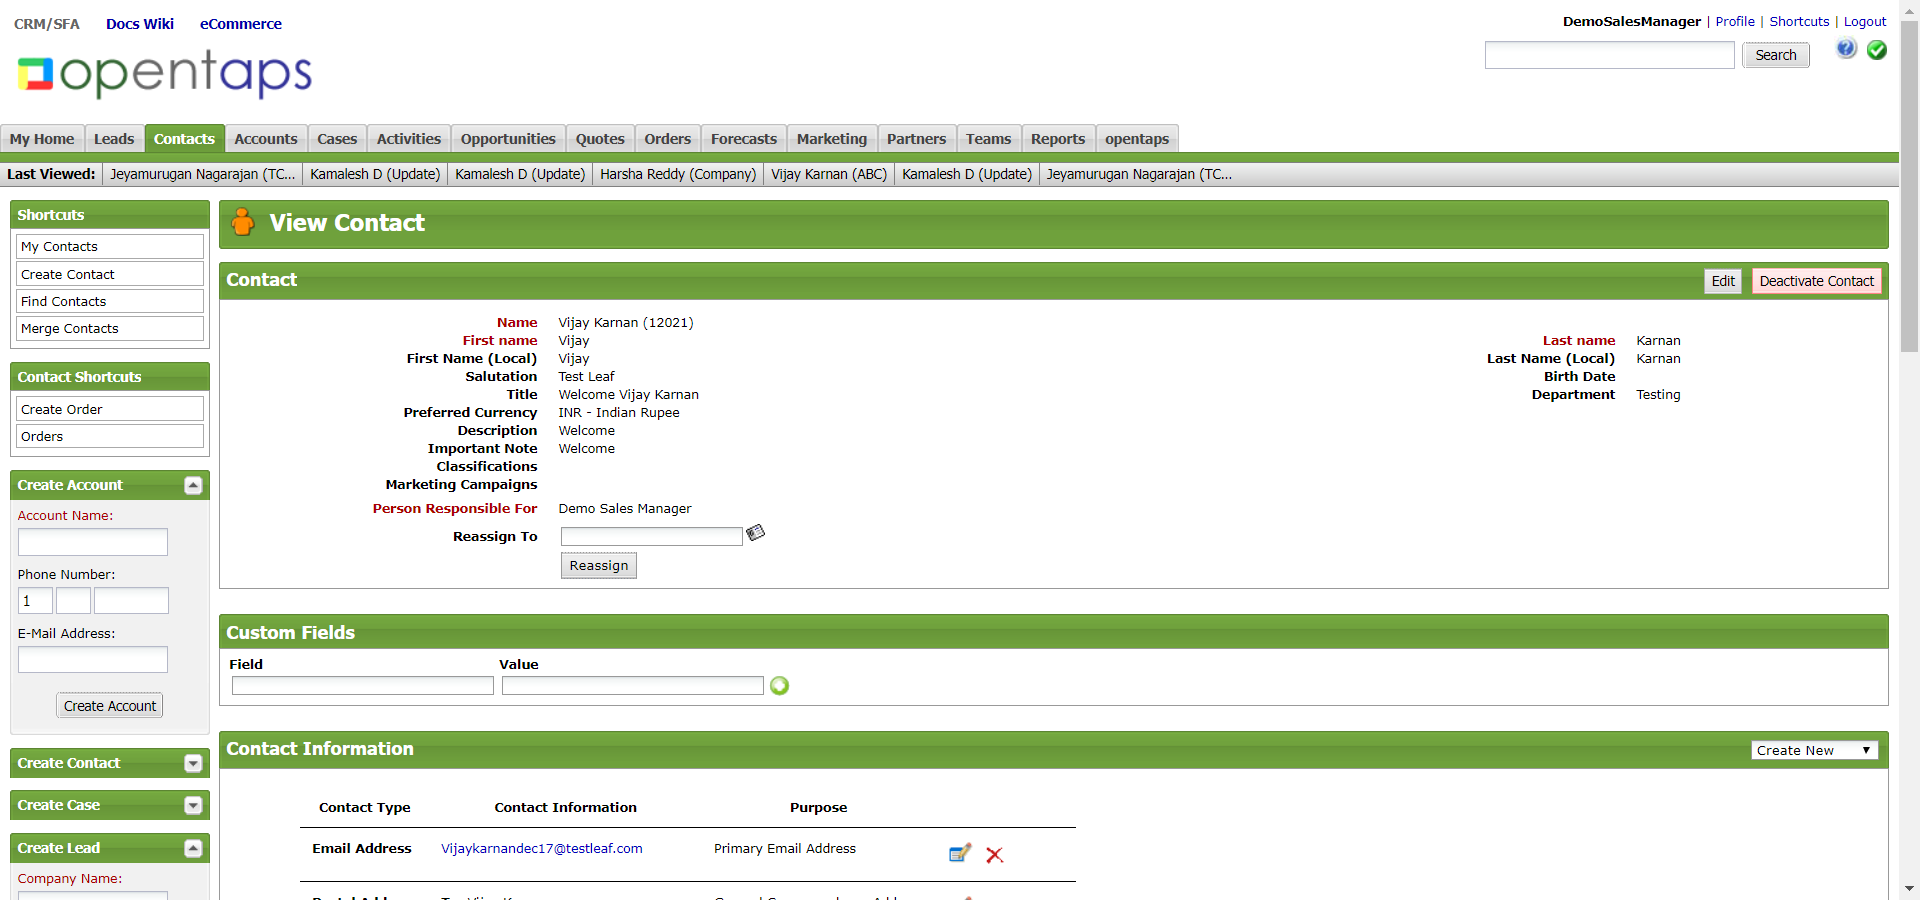 CRM/SFA Docs Wiki eCommerce
DemoSalesManager | Profile | Shortcuts | Logout
opentaps
Search
My Home Leads Contacts Accounts Cases Activities Opportunities Quotes Orders Forecasts Marketing Partners Teams Reports opentaps
Last Viewed: Jeyamurugan Nagarajan (TC... Kamalesh D (Update) Kamalesh D (Update) Harsha Reddy (Company) Vijay Karnan (ABC) Kamalesh D (Update) Jeyamurugan Nagarajan (TC...
Shortcuts
My Contacts
Create Contact
Find Contacts
Merge Contacts
Contact Shortcuts
Create Order
Orders
Create Account
Account Name:
Phone Number:
1
E-Mail Address:
Create Account
Create Contact
Create Case
Create Lead
Company Name:
View Contact
Contact
Edit Deactivate Contact
Name Vijay Karnan (12021)
First name Vijay Last name Karnan
First Name (Local) Vijay Last Name (Local) Karnan
Salutation Test Leaf Birth Date
Title Welcome Vijay Karnan Department Testing
Preferred Currency INR - Indian Rupee
Description Welcome
Important Note Welcome
Classifications
Marketing Campaigns
Person Responsible For Demo Sales Manager
Reassign To
Reassign
Custom Fields
Field Value
Contact Information
Create New
Contact Type Contact Information Purpose
Email Address Vijaykarnandec17@testleaf.com Primary Email Address